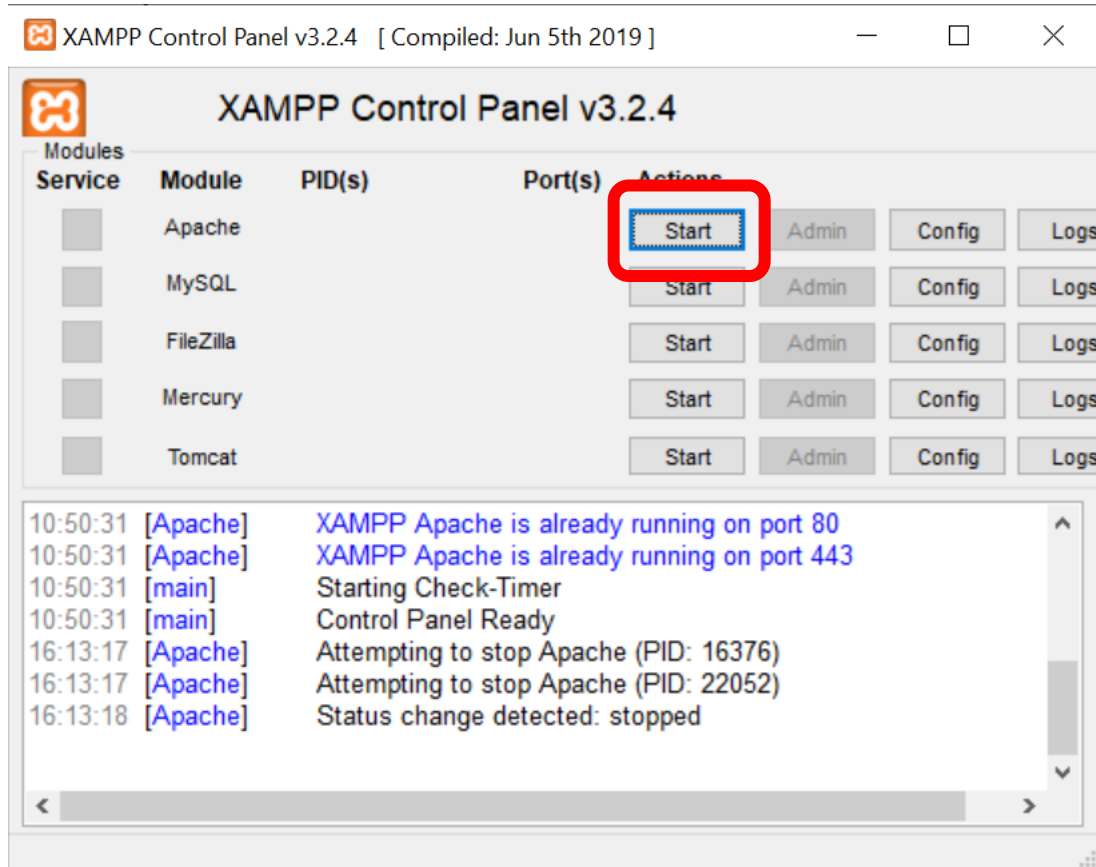 XAMPP Control Panel v3.2.4 [ Compiled: Jun 5th 2019 ]
XAMPP Control Panel v3.2.4
Modules
Service Module PID(s) Port(s) Actions
Apache Start Admin Config Logs
MySQL Start Admin Config Logs
FileZilla Start Admin Config Logs
Mercury Start Admin Config Logs
Tomcat Start Admin Config Logs
10:50:31 [Apache] XAMPP Apache is already running on port 80
10:50:31 [Apache] XAMPP Apache is already running on port 443
10:50:31 [main] Starting Check-Timer
10:50:31 [main] Control Panel Ready
16:13:17 [Apache] Attempting to stop Apache (PID: 16376)
16:13:17 [Apache] Attempting to stop Apache (PID: 22052)
16:13:18 [Apache] Status change detected: stopped